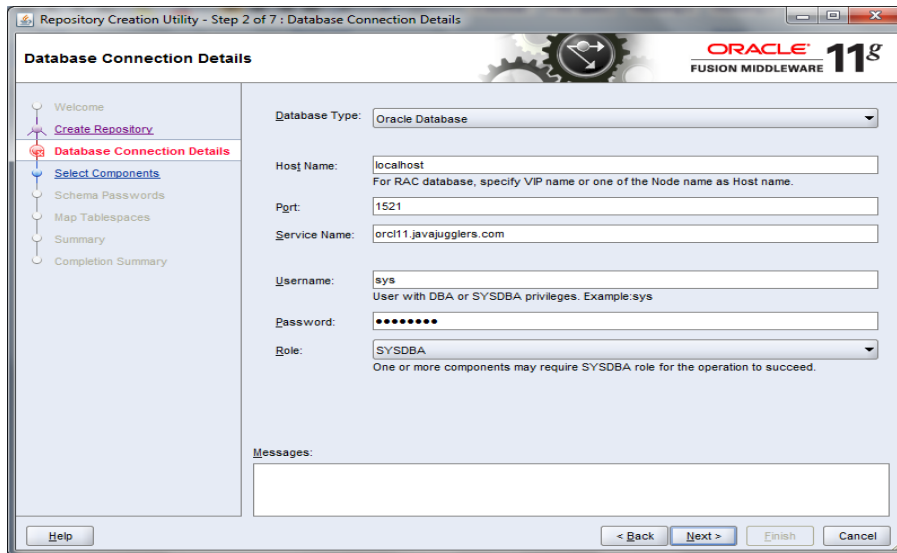 Repository Creation Utility - Step 2 of 7 : Database Connection Details
Database Connection Details
ORACLE
FUSION MIDDLEWARE 11g
Welcome
Create Repository
Database Connection Details
Select Components
Schema Passwords
Map Tablespaces
Summary
Completion Summary
Database Type: Oracle Database
Host Name: localhost
For RAC database, specify VIP name or one of the Node name as Host name.
Port: 1521
Service Name: orcl11.javajugglers.com
Username: sys
User with DBA or SYSDBA privileges. Example:sys
Password: ●●●●●●●●
Role: SYSDBA
One or more components may require SYSDBA role for the operation to succeed.
Messages:
Help < Back Next > Finish Cancel